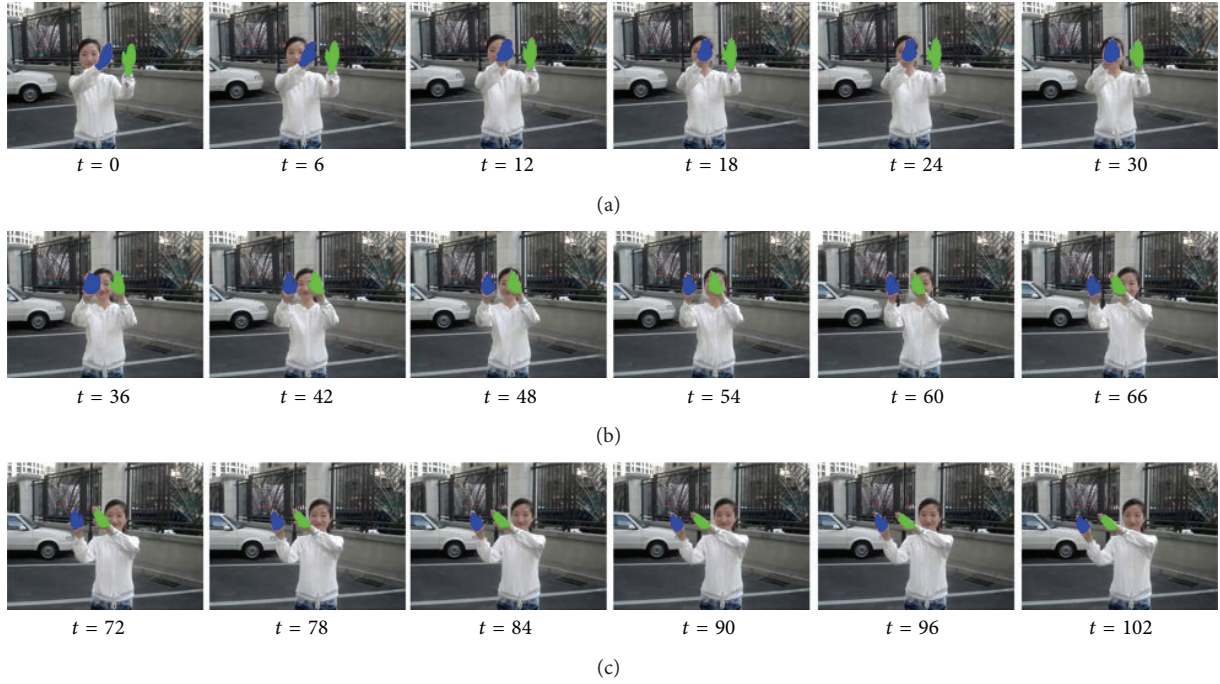 t = 0 t = 6 t = 12 t = 18 t = 24 t = 30
(a)
t = 36 t = 42 t = 48 t = 54 t = 60 t = 66
(b)
t = 72 t = 78 t = 84 t = 90 t = 96 t = 102
(c)